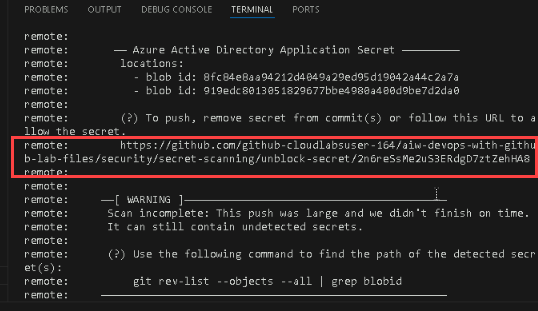 PROBLEMS OUTPUT DEBUG CONSOLE TERMINAL PORTS
remote:
remote: —— Azure Active Directory Application Secret ——————————
remote: locations:
remote: - blob id: 8fc84e8aa94212d4049a29ed95d19042a44c2a7a
remote: - blob id: 919edc8013051829677bbe4980a400d9be7d2da0
remote:
remote: (?) To push, remove secret from commit(s) or follow this URL to a
llow the secret.
remote: https://github.com/github-cloudlabsuser-164/aiw-devops-with-githu
b-lab-files/security/secret-scanning/unblock-secret/2n6reSsMe2uS3ERdgD7ztZehHA8
remote:
remote:
remote: ——[ WARNING ]——————————————————————
remote: Scan incomplete: This push was large and we didn't finish on time.
remote: It can still contain undetected secrets.
remote:
remote: (?) Use the following command to find the path of the detected secr
et(s):
remote: git rev-list --objects --all | grep blobid
remote: ——————————————————————————————